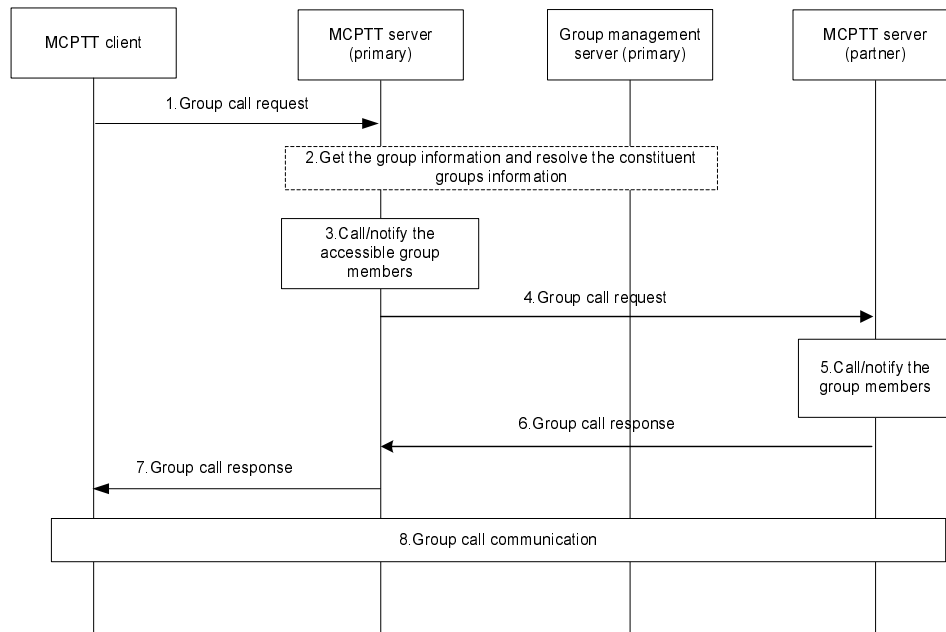 MCPTT client
MCPTT server
(primary)
Group management
server (primary)
MCPTT server
(partner)
1.Group call request
2.Get the group information and resolve the constituent
groups information
3.Call/notify the
accessible group
members
4.Group call request
5.Call/notify the
group members
6.Group call response
7.Group call response
8.Group call communication